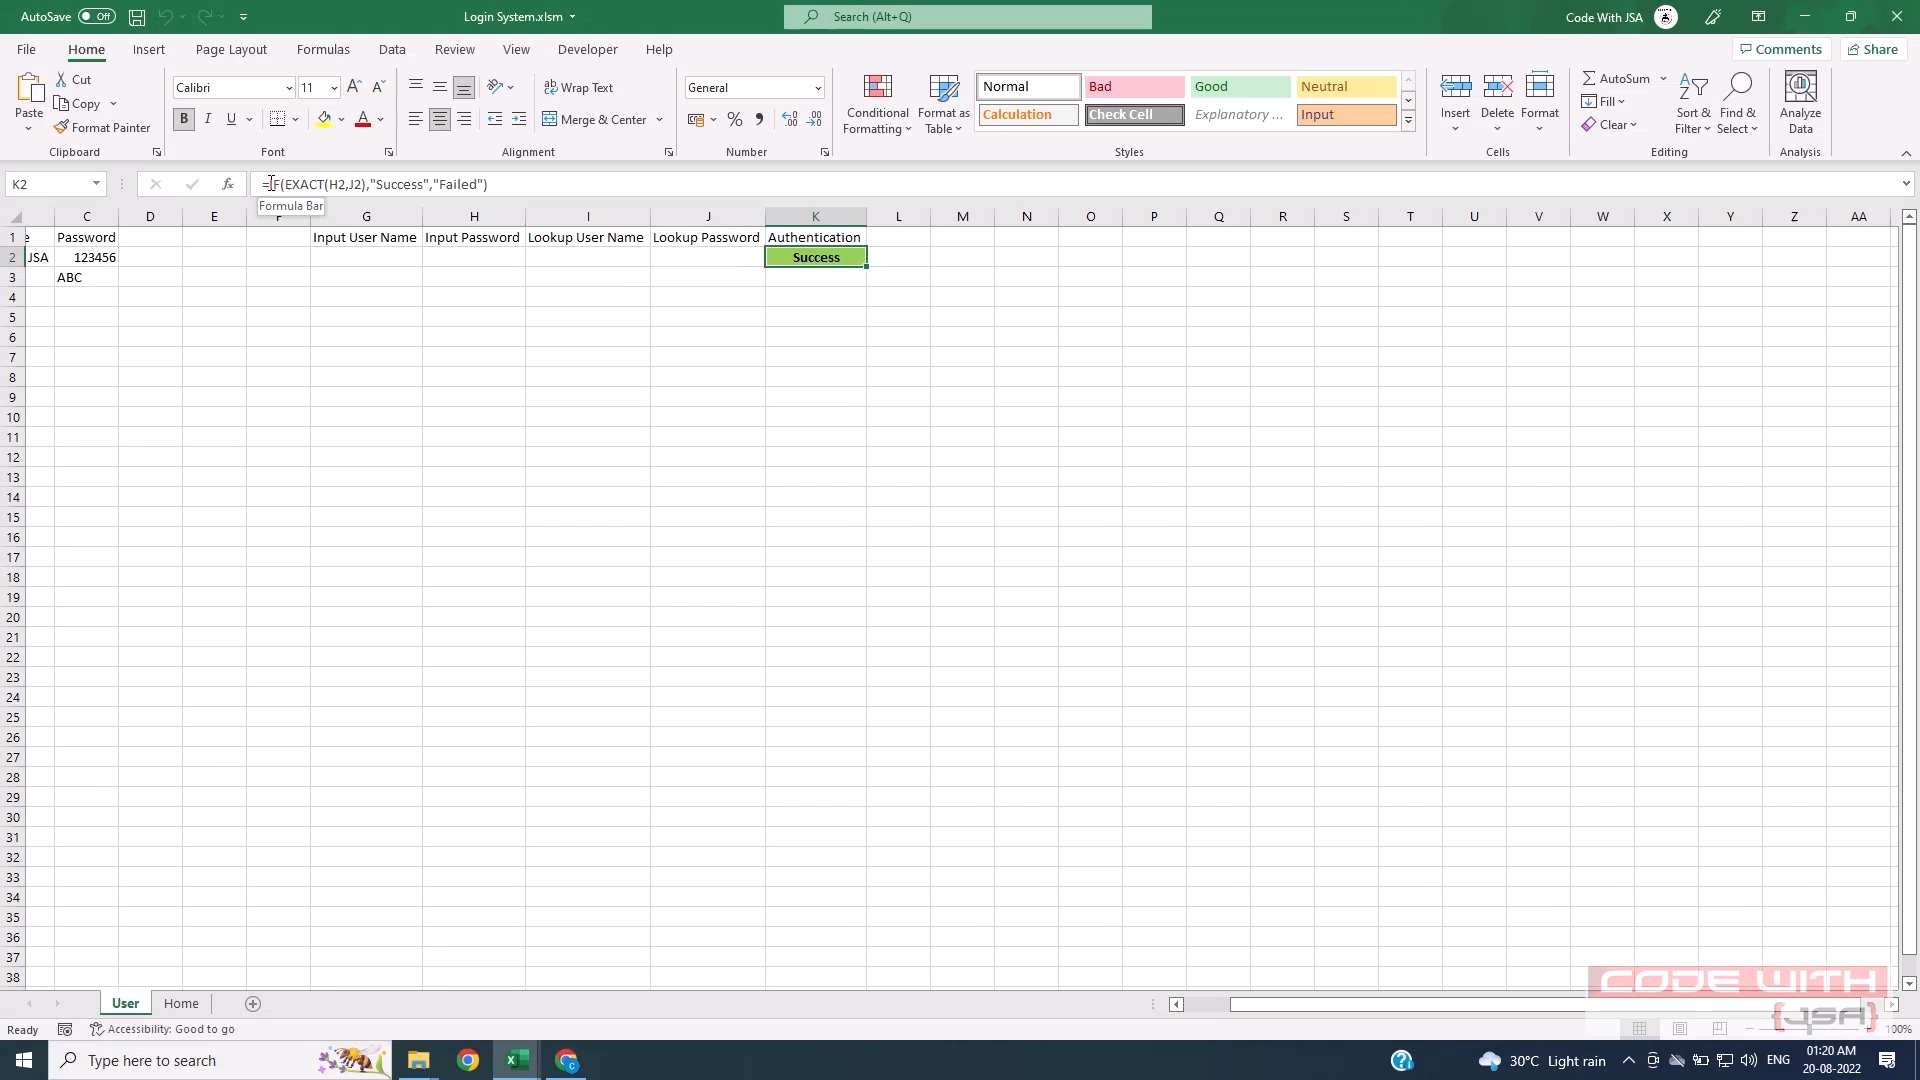 AutoSave Off
Login System.xlsm
Search (Alt+Q)
Code With JSA
File Home Insert Page Layout Formulas Data Review View Developer Help
Comments Share
Paste
Cut
Copy
Format Painter
Clipboard
Calibri 11
B I U
Font
Wrap Text
Merge & Center
Alignment
General
Number
Conditional Formatting
Format as Table
Normal Bad Good Neutral
Calculation Check Cell Explanatory ... Input
Styles
Insert Delete Format
Cells
AutoSum
Fill
Clear
Sort & Filter
Find & Select
Editing
Analyze Data
Analysis
K2
fx
=IF(EXACT(H2,J2),"Success","Failed")
Formula Bar
C D E F G H I J K L M N O P Q R S T U V W X Y Z AA
1 e Password Input User Name Input Password Lookup User Name Lookup Password Authentication
2 JSA 123456 Success
3 ABC
4
5
6
7
8
9
10
11
12
13
14
15
16
17
18
19
20
21
22
23
24
25
26
27
28
29
30
31
32
33
34
35
36
37
38
CODE WITH
{JSA}
User Home
Ready Accessibility: Good to go
100%
Type here to search
30°C Light rain
ENG
01:20 AM
20-08-2022